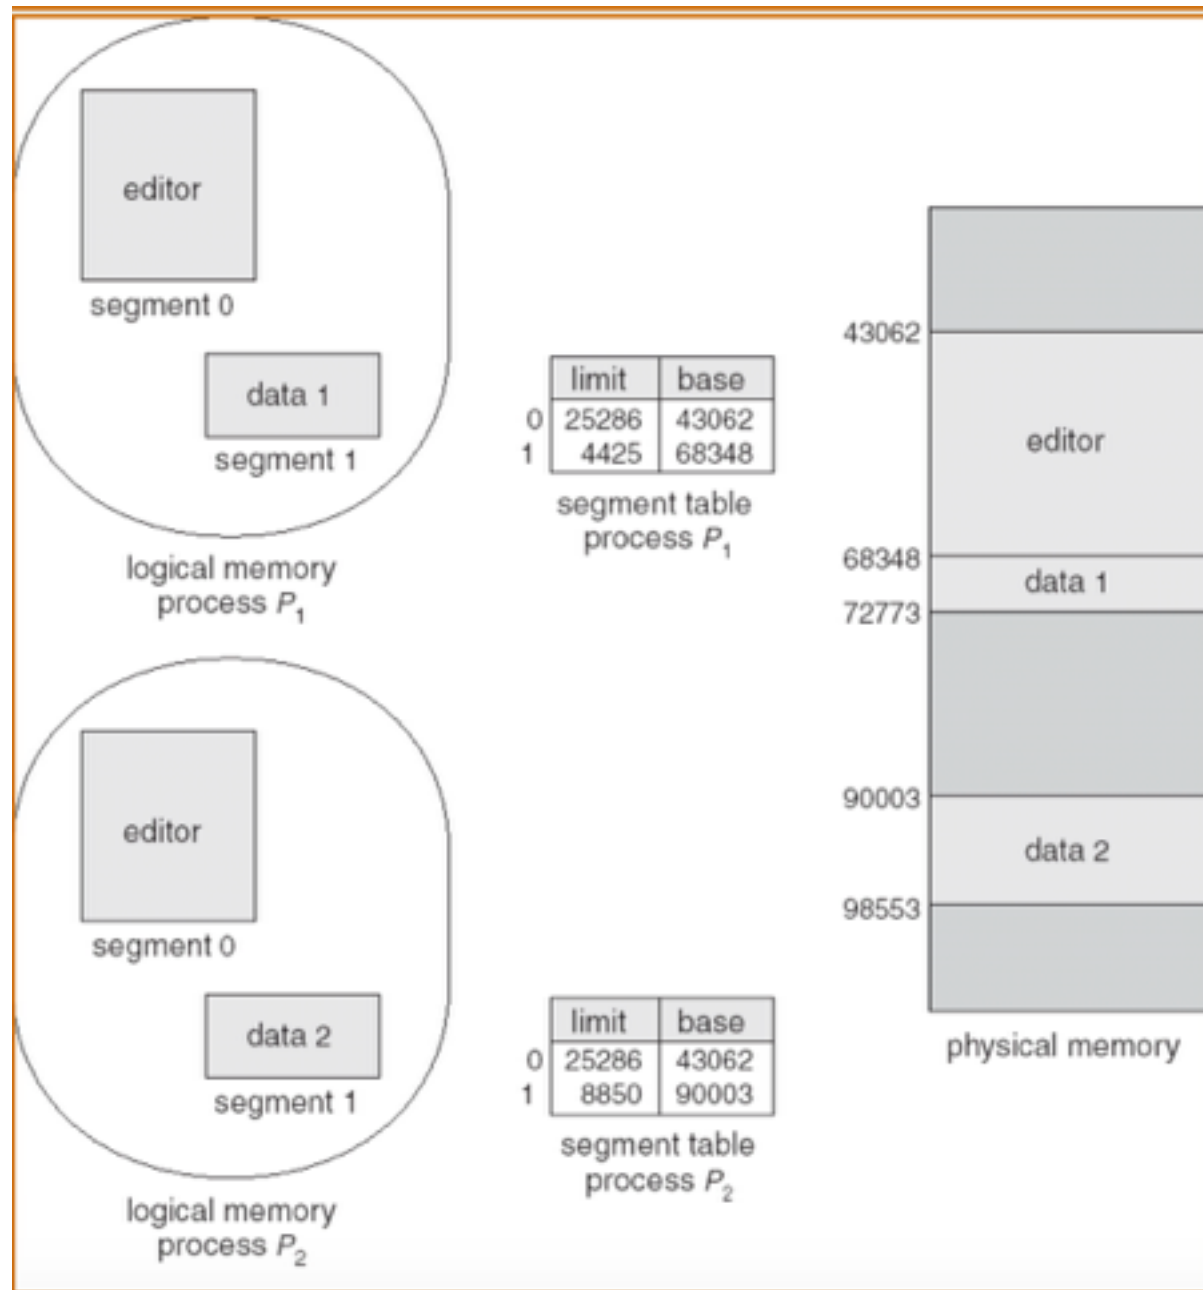 editor
segment 0
data 1
segment 1
logical memory
process P1
limit base
0 25286 43062
1 4425 68348
segment table
process P1
editor
segment 0
data 2
segment 1
logical memory
process P2
limit base
0 25286 43062
1 8850 90003
segment table
process P2
43062
editor
68348
data 1
72773
90003
data 2
98553
physical memory